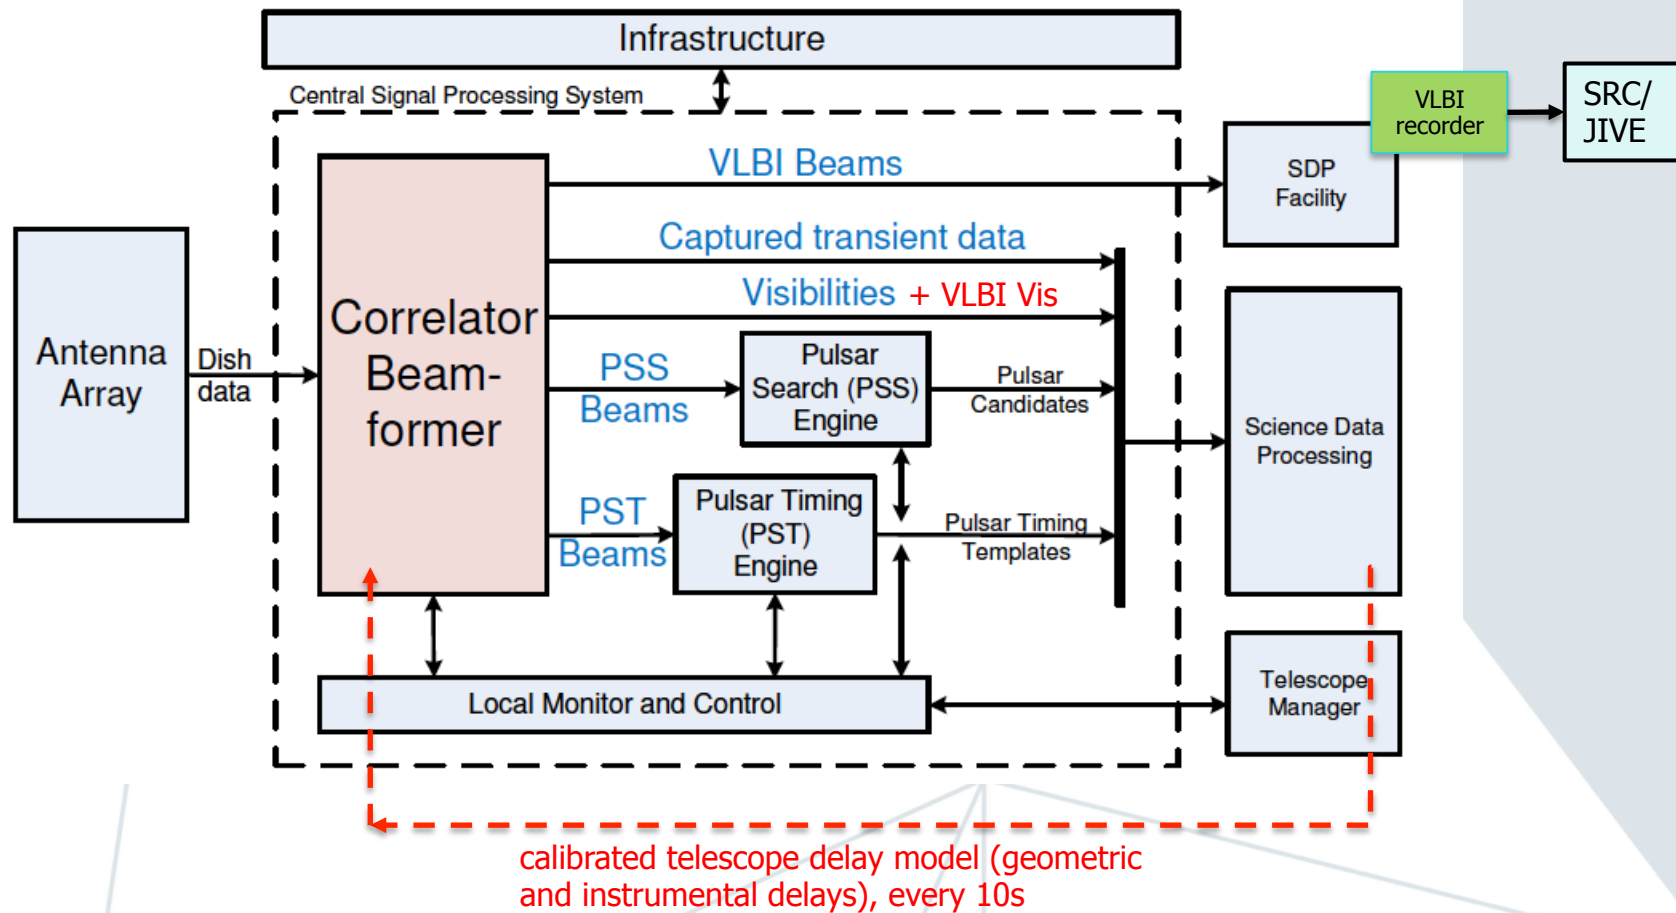 Infrastructure
Central Signal Processing System
VLBI
recorder
SRC/
JIVE
VLBI Beams
SDP
Facility
Captured transient data
Visibilities + VLBI Vis
Antenna
Array
Dish
data
Correlator
Beam-
former
PSS
Beams
Pulsar
Search (PSS)
Engine
Pulsar
Candidates
Science Data
Processing
PST
Beams
Pulsar Timing
(PST)
Engine
Pulsar Timing
Templates
Local Monitor and Control
Telescope
Manager
calibrated telescope delay model (geometric
and instrumental delays), every 10s